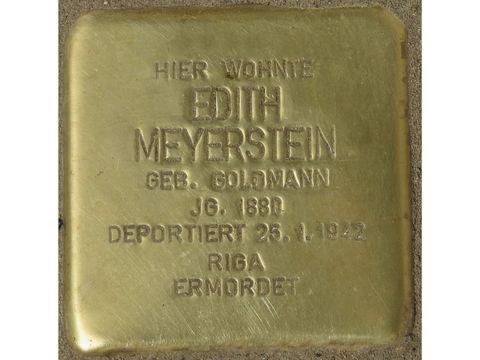 HIER WOHNTE
EDITH
MEYERSTEIN
GEB. GOLDMANN
JG. 1880
DEPORTIERT 25.1.1942
RIGA
ERMORDET